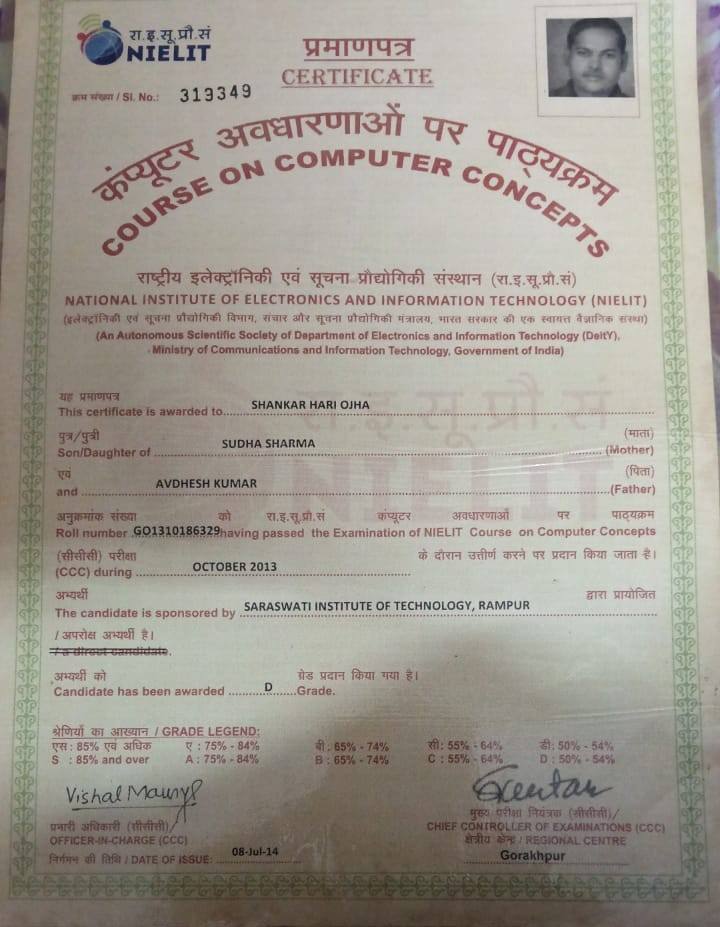 रा.इ.सू.प्रौ.सं
NIELIT
प्रमाणपत्र
CERTIFICATE
क्रम संख्या / Sl. No.: 319349
कंप्यूटर अवधारणाओं पर पाठ्यक्रम
COURSE ON COMPUTER CONCEPTS
राष्ट्रीय इलेक्ट्रॉनिकी एवं सूचना प्रौद्योगिकी संस्थान (रा.इ.सू.प्रौ.सं)
NATIONAL INSTITUTE OF ELECTRONICS AND INFORMATION TECHNOLOGY (NIELIT)
(इलेक्ट्रॉनिकी एवं सूचना प्रौद्योगिकी विभाग, संचार और सूचना प्रौद्योगिकी मंत्रालय, भारत सरकार की एक स्वायत्त वैज्ञानिक संस्था)
(An Autonomous Scientific Society of Department of Electronics and Information Technology (DeitY),
Ministry of Communications and Information Technology, Government of India)
यह प्रमाणपत्र
This certificate is awarded to SHANKAR HARI OJHA
पुत्र/पुत्री (माता)
Son/Daughter of SUDHA SHARMA (Mother)
एवं (पिता)
and AVDHESH KUMAR (Father)
अनुक्रमांक संख्या को रा.इ.सू.प्रौ.सं कंप्यूटर अवधारणाओं पर पाठ्यक्रम
Roll number GO1310186329 having passed the Examination of NIELIT Course on Computer Concepts
(सीसीसी) परीक्षा के दौरान उत्तीर्ण करने पर प्रदान किया जाता है।
(CCC) during OCTOBER 2013
अभ्यर्थी द्वारा प्रायोजित
The candidate is sponsored by SARASWATI INSTITUTE OF TECHNOLOGY, RAMPUR
/ अपरोक्ष अभ्यर्थी है।
/ a direct candidate.
अभ्यर्थी को ग्रेड प्रदान किया गया है।
Candidate has been awarded D Grade.
श्रेणियों का आख्यान / GRADE LEGEND:
एस: 85% एवं अधिक ए : 75% - 84% बी : 65% - 74% सी: 55% - 64% डी: 50% - 54%
S : 85% and over A : 75% - 84% B : 65% - 74% C : 55% - 64% D : 50% - 54%
Vishal Maurya
प्रभारी अधिकारी (सीसीसी)/
OFFICER-IN-CHARGE (CCC)
मुख्य परीक्षा नियंत्रक (सीसीसी)/
CHIEF CONTROLLER OF EXAMINATIONS (CCC)
क्षेत्रीय केन्द्र / REGIONAL CENTRE
निर्गमन की तिथि / DATE OF ISSUE: 08-Jul-14
Gorakhpur